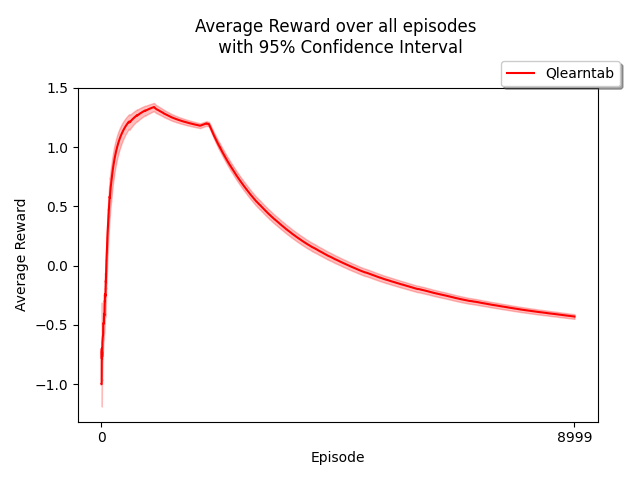 Average Reward over all episodes
with 95% Confidence Interval
Qlearntab
1.5
1.0
0.5
0.0
−0.5
−1.0
Average Reward
0
8999
Episode